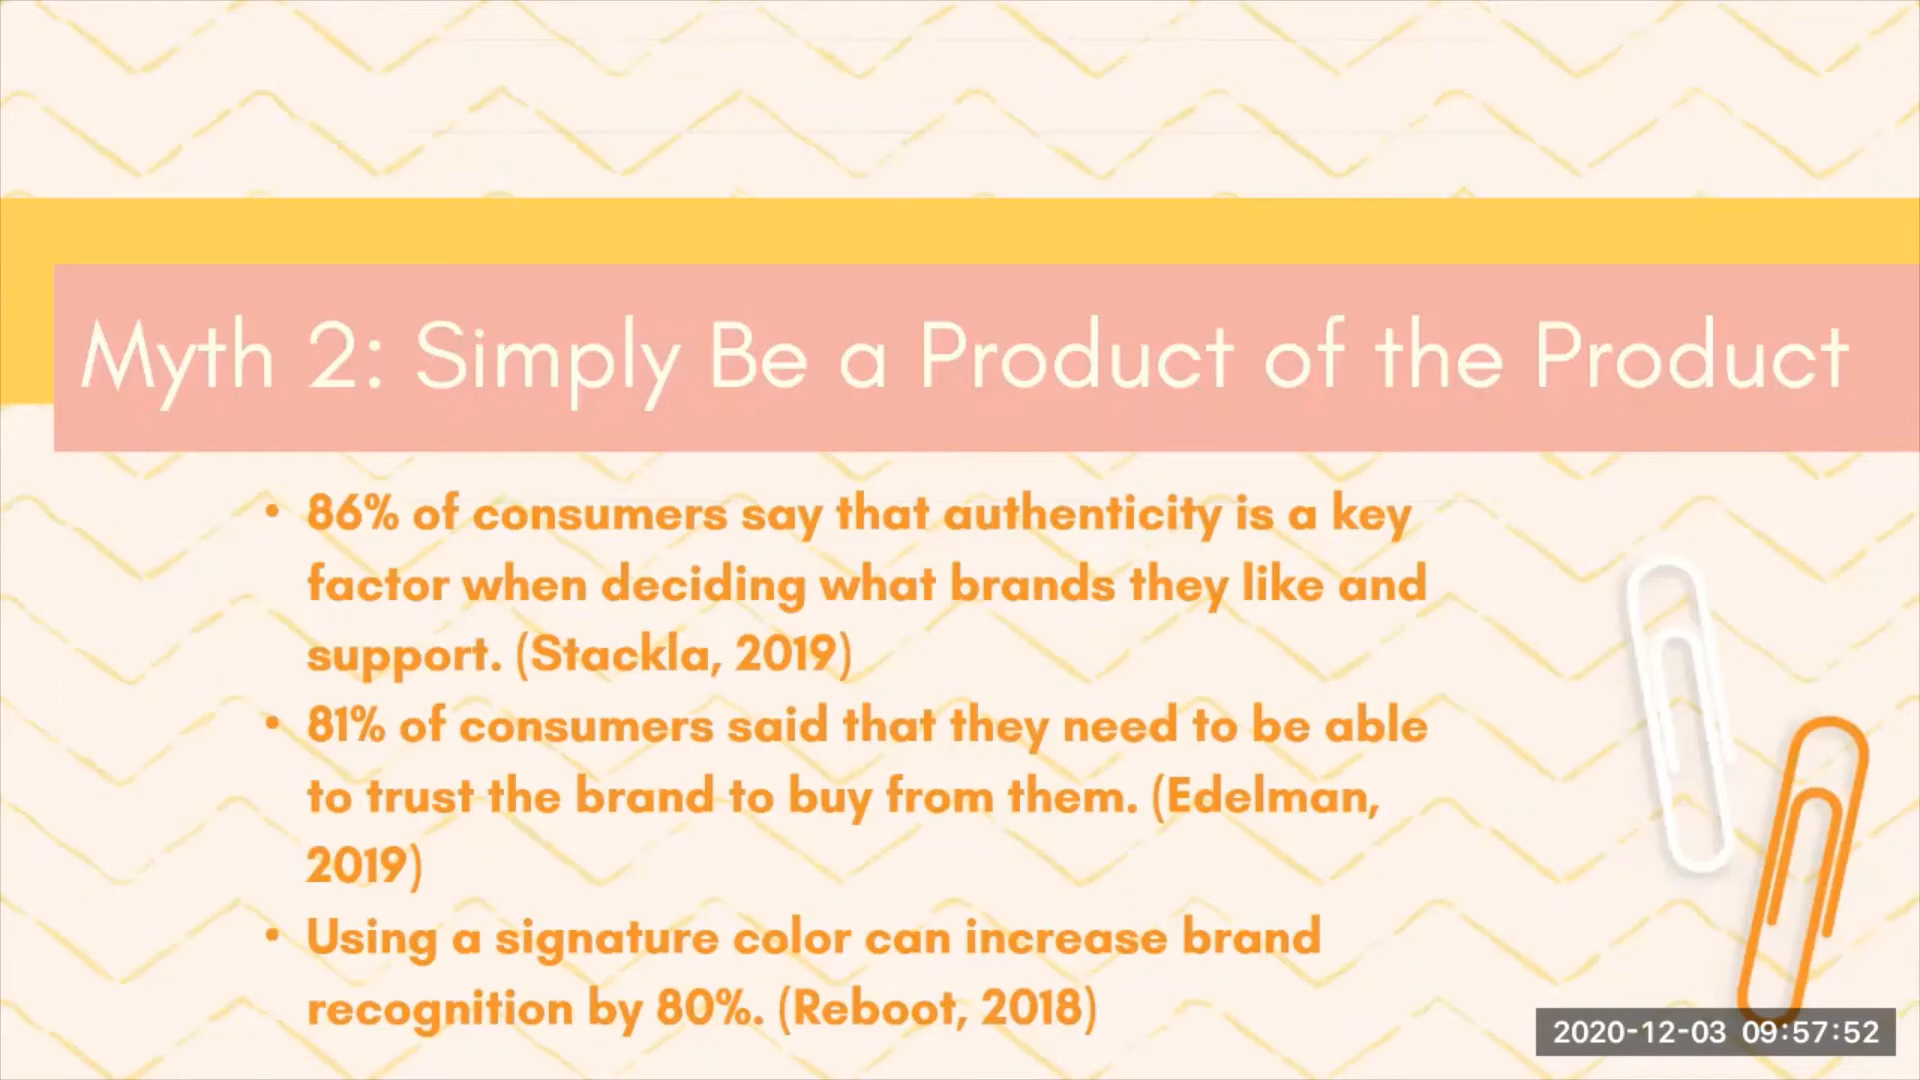 Myth 2: Simply Be a Product of the Product
• 86% of consumers say that authenticity is a key
factor when deciding what brands they like and
support. (Stackla, 2019)
• 81% of consumers said that they need to be able
to trust the brand to buy from them. (Edelman,
2019)
• Using a signature color can increase brand
recognition by 80%. (Reboot, 2018)
2020-12-03 09:57:52